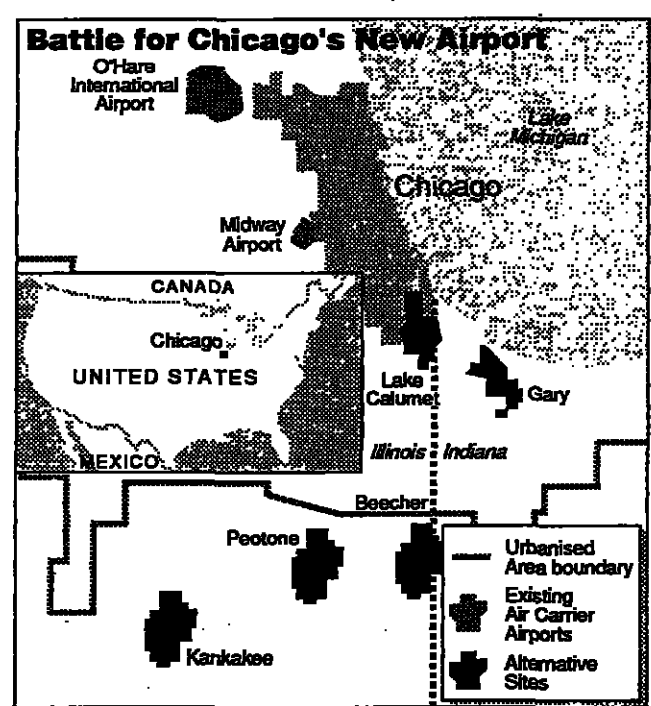 Battle for Chicago's New Airport
O'Hare
International
Airport
Lake
Michigan
Chicago
Midway
Airport
CANADA
Chicago
UNITED STATES
MEXICO
Lake
Calumet
Gary
Illinois
Indiana
Beecher
Peotone
Kankakee
Urbanised
Area boundary
Existing
Air Carrier
Airports
Alternative
Sites